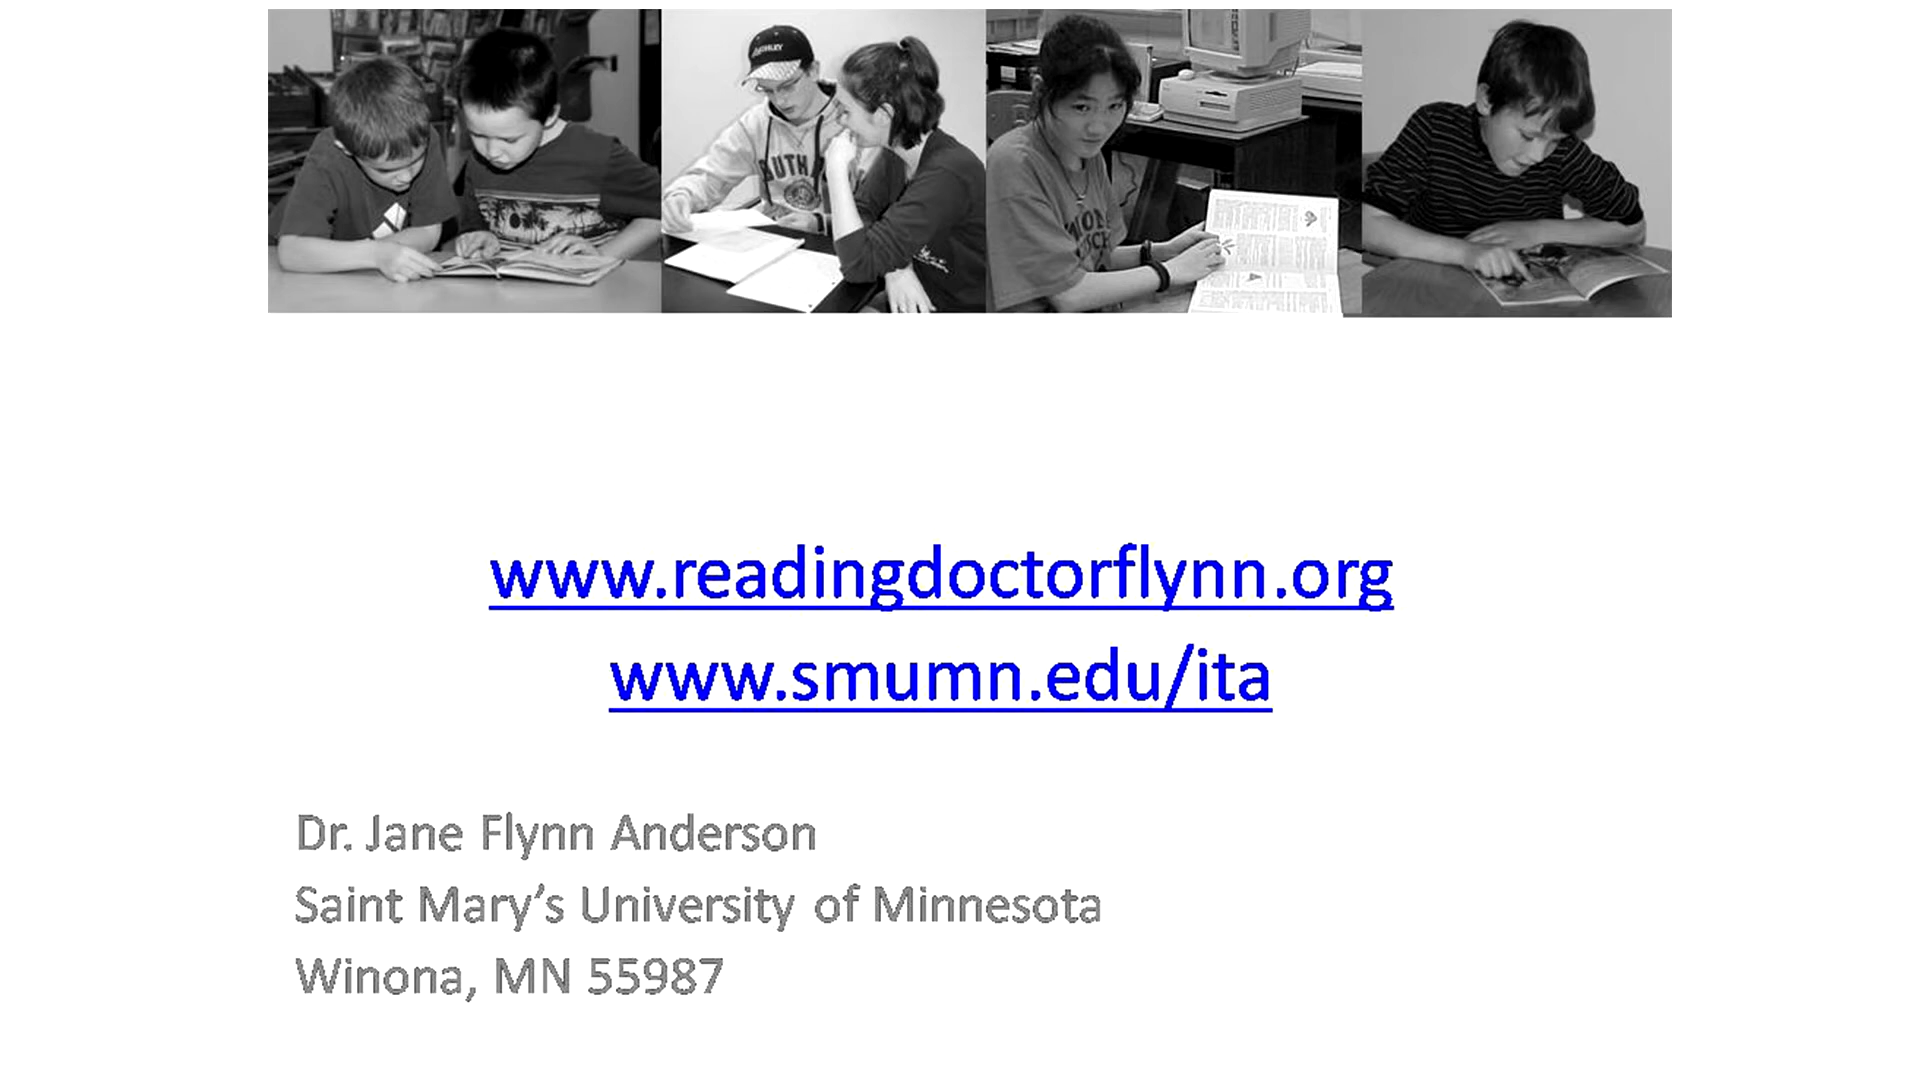 www.readingdoctorflynn.org
www.smumn.edu/ita
Dr. Jane Flynn Anderson
Saint Mary’s University of Minnesota
Winona, MN 55987